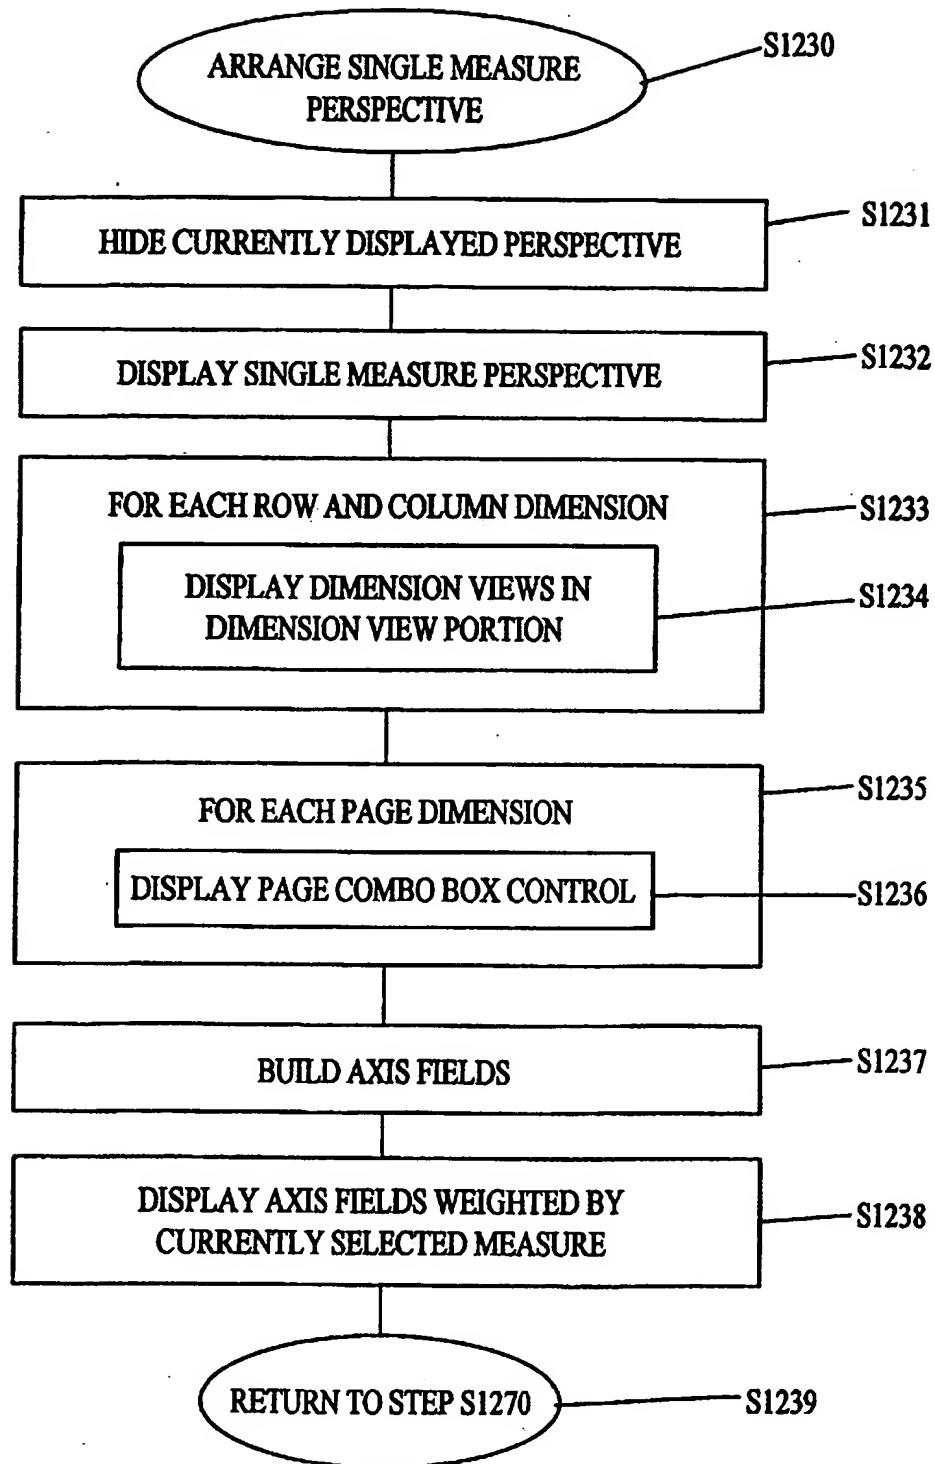 S1230
ARRANGE SINGLE MEASURE
PERSPECTIVE
S1231
HIDE CURRENTLY DISPLAYED PERSPECTIVE
S1232
DISPLAY SINGLE MEASURE PERSPECTIVE
FOR EACH ROW AND COLUMN DIMENSION
S1233
DISPLAY DIMENSION VIEWS IN
DIMENSION VIEW PORTION
S1234
FOR EACH PAGE DIMENSION
S1235
DISPLAY PAGE COMBO BOX CONTROL
S1236
BUILD AXIS FIELDS
S1237
DISPLAY AXIS FIELDS WEIGHTED BY
CURRENTLY SELECTED MEASURE
S1238
RETURN TO STEP S1270
S1239